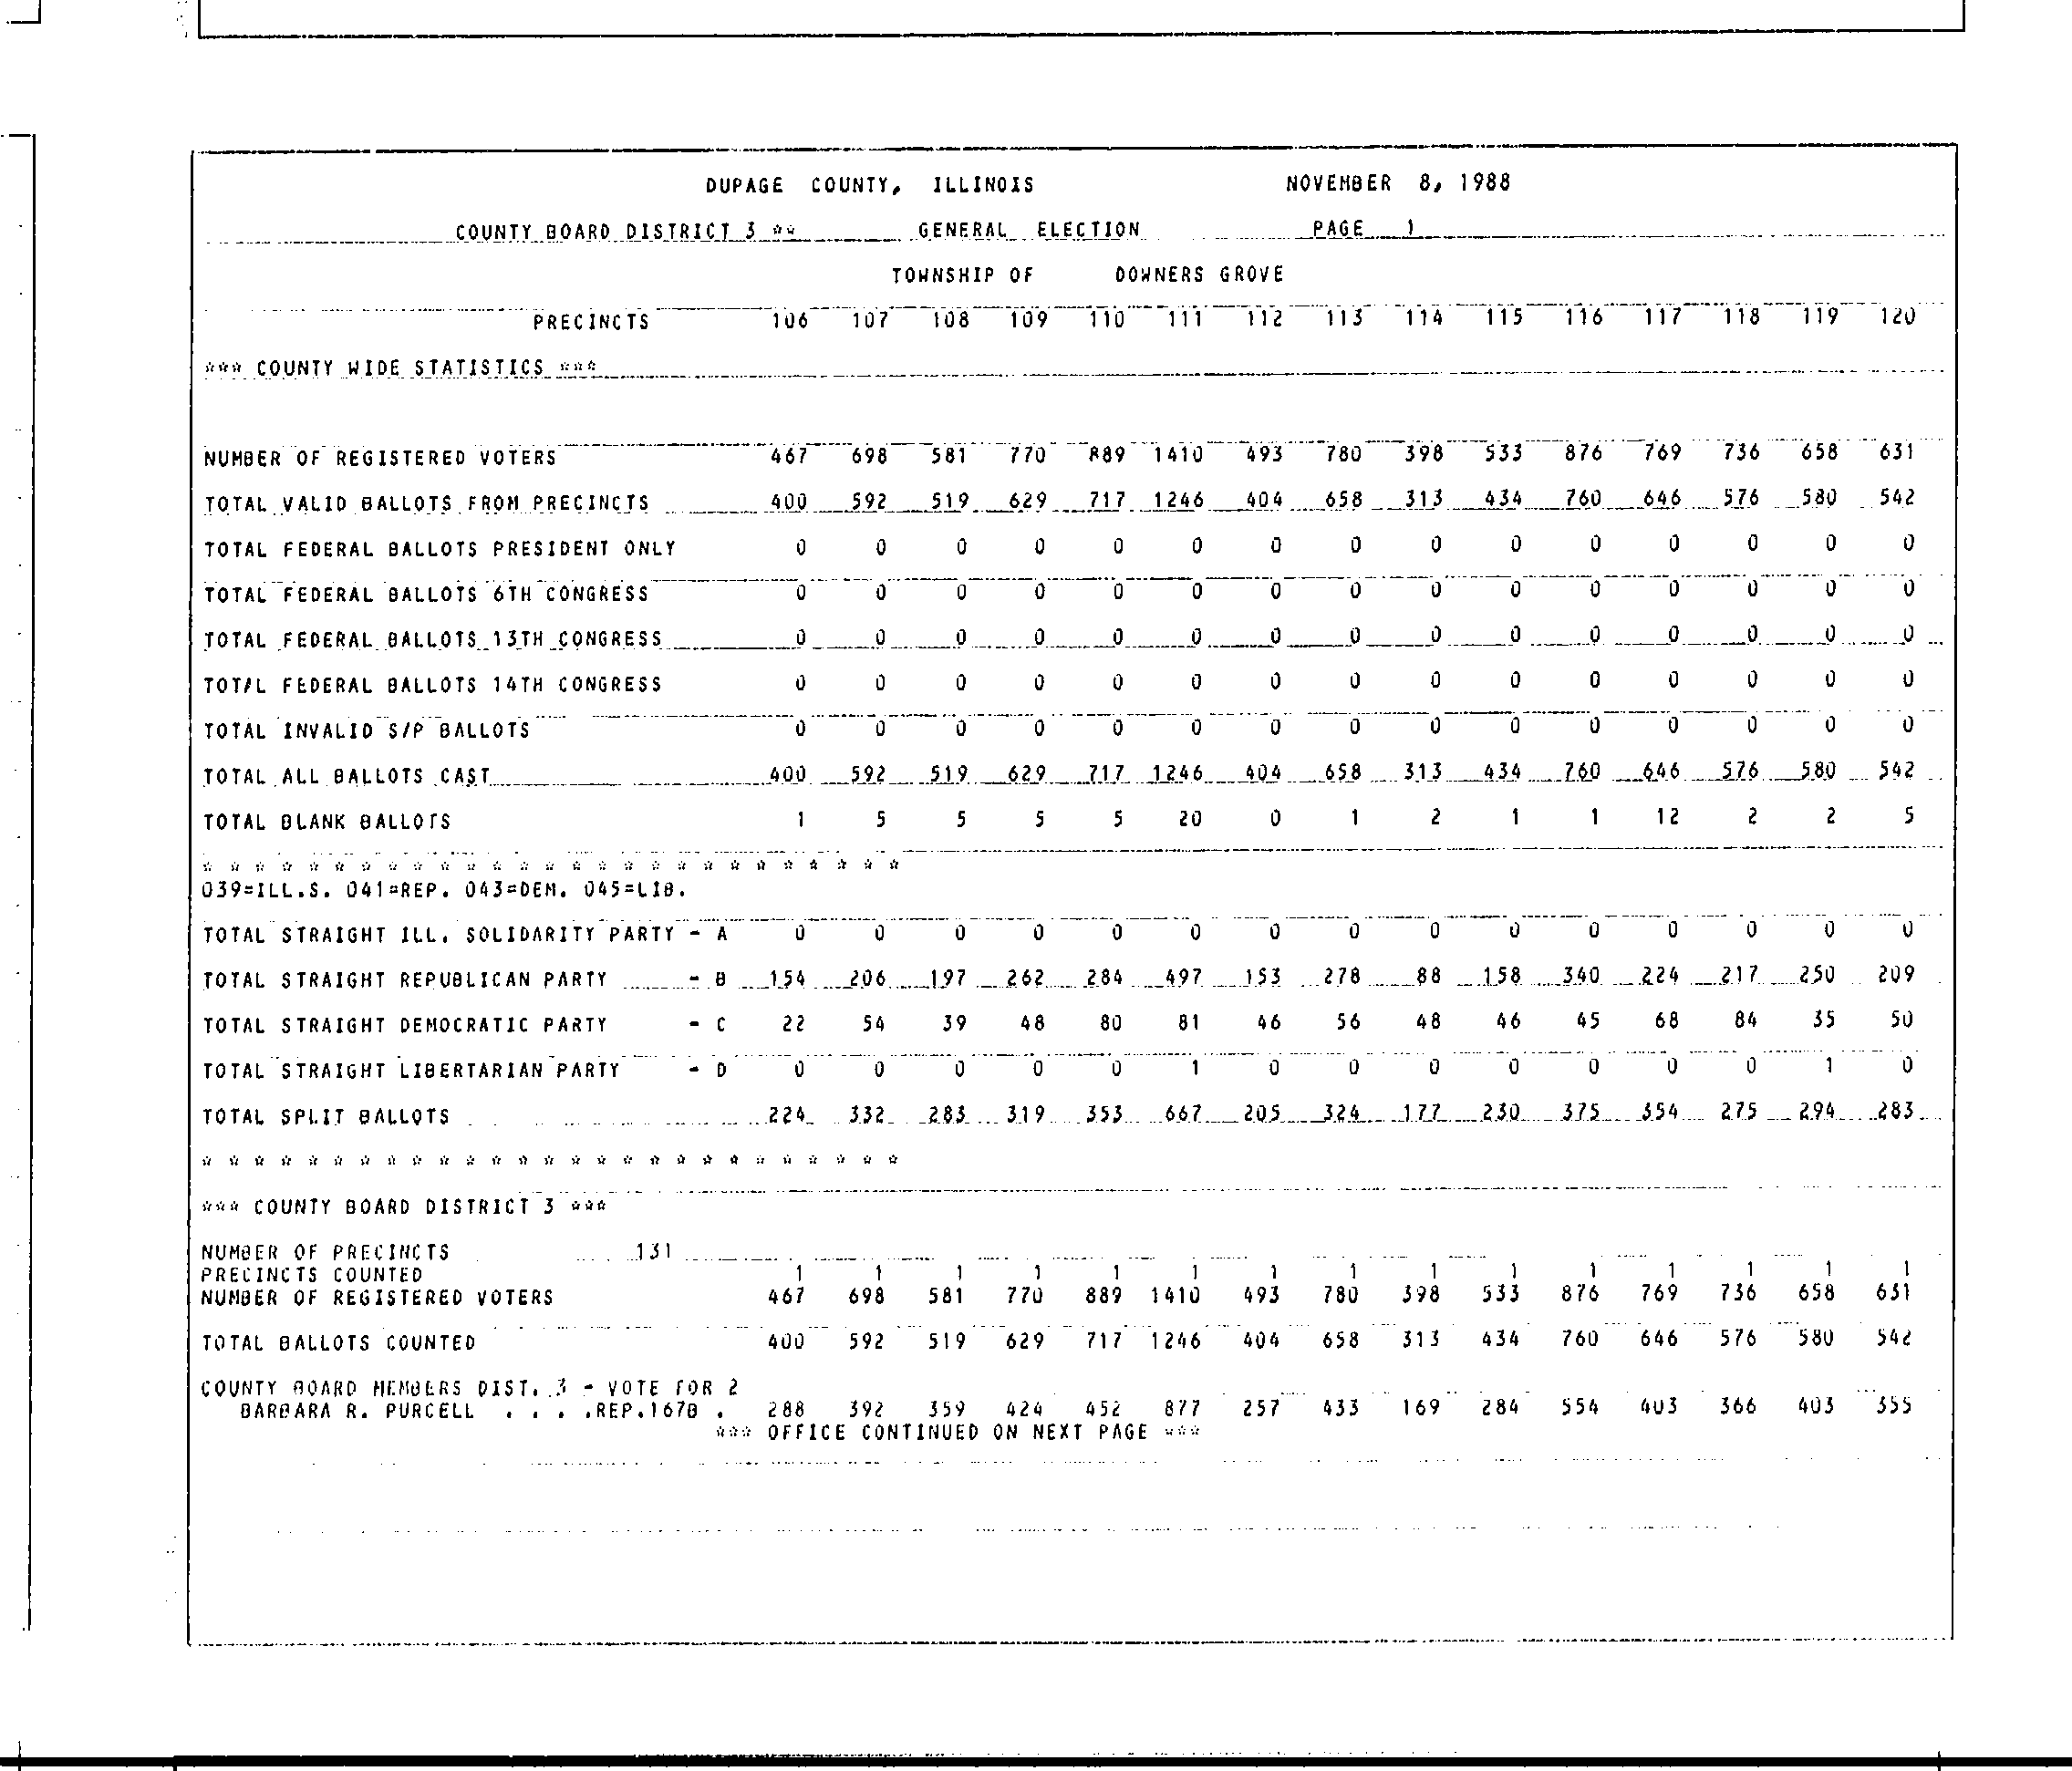 DUPAGE COUNTY, ILLINOIS NOVEMBER 8, 1988
COUNTY BOARD DISTRICT 3 ** GENERAL ELECTION PAGE 1
TOWNSHIP OF DOWNERS GROVE
PRECINCTS 106 107 108 109 110 111 112 113 114 115 116 117 118 119 120
*** COUNTY WIDE STATISTICS ***
NUMBER OF REGISTERED VOTERS 467 698 581 770 889 1410 493 780 398 533 876 769 736 658 631
TOTAL VALID BALLOTS FROM PRECINCTS 400 592 519 629 717 1246 404 658 313 434 760 646 576 580 542
TOTAL FEDERAL BALLOTS PRESIDENT ONLY 0 0 0 0 0 0 0 0 0 0 0 0 0 0 0
TOTAL FEDERAL BALLOTS 6TH CONGRESS 0 0 0 0 0 0 0 0 0 0 0 0 0 0 0
TOTAL FEDERAL BALLOTS 13TH CONGRESS 0 0 0 0 0 0 0 0 0 0 0 0 0 0 0
TOTAL FEDERAL BALLOTS 14TH CONGRESS 0 0 0 0 0 0 0 0 0 0 0 0 0 0 0
TOTAL INVALID S/P BALLOTS 0 0 0 0 0 0 0 0 0 0 0 0 0 0 0
TOTAL ALL BALLOTS CAST 400 592 519 629 717 1246 404 658 313 434 760 646 576 580 542
TOTAL BLANK BALLOTS 1 5 5 5 5 20 0 1 2 1 1 12 2 2 5
* * * * * * * * * * * * * * * * * * * * * * * * * * *
039=ILL.S. 041=REP. 043=DEM. 045=LIB.
TOTAL STRAIGHT ILL. SOLIDARITY PARTY - A 0 0 0 0 0 0 0 0 0 0 0 0 0 0 0
TOTAL STRAIGHT REPUBLICAN PARTY - B 154 206 197 262 284 497 153 278 88 158 340 224 217 250 209
TOTAL STRAIGHT DEMOCRATIC PARTY - C 22 54 39 48 80 81 46 56 48 46 45 68 84 35 50
TOTAL STRAIGHT LIBERTARIAN PARTY - D 0 0 0 0 0 1 0 0 0 0 0 0 0 1 0
TOTAL SPLIT BALLOTS 224 332 283 319 353 667 205 324 177 230 375 354 275 294 283
* * * * * * * * * * * * * * * * * * * * * * * * * * *
*** COUNTY BOARD DISTRICT 3 ***
NUMBER OF PRECINCTS 131
PRECINCTS COUNTED 1 1 1 1 1 1 1 1 1 1 1 1 1 1 1
NUMBER OF REGISTERED VOTERS 467 698 581 770 889 1410 493 780 398 533 876 769 736 658 631
TOTAL BALLOTS COUNTED 400 592 519 629 717 1246 404 658 313 434 760 646 576 580 542
COUNTY BOARD MEMBERS DIST. 3 - VOTE FOR 2
BARBARA R. PURCELL . . . .REP.167B . 288 392 359 424 452 877 257 433 169 284 554 403 366 403 355
*** OFFICE CONTINUED ON NEXT PAGE ***